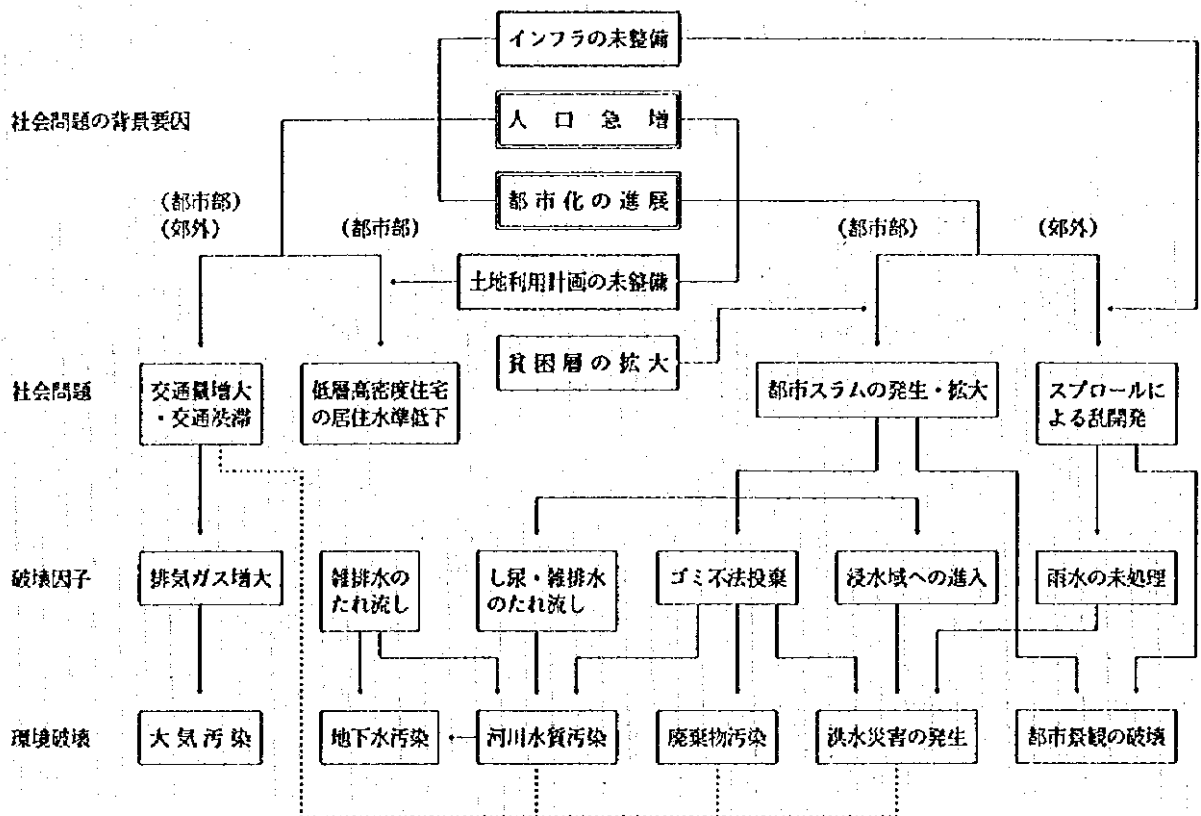 インフラの未整備
社会問題の背景要因
人口急増
都市化の進展
(都市部)
(郊外)
(都市部)
(都市部)
(郊外)
土地利用計画の未整備
貧困層の拡大
社会問題
交通量増大
・交通渋滞
低層高密度住宅
の居住水準低下
都市スラムの発生・拡大
スプロールに
よる乱開発
破壊因子
排気ガス増大
雑排水の
たれ流し
し尿・雑排水
のたれ流し
ゴミ不法投棄
浸水域への進入
雨水の未処理
環境破壊
大気汚染
地下水汚染
河川水質汚染
廃棄物汚染
洪水災害の発生
都市景観の破壊